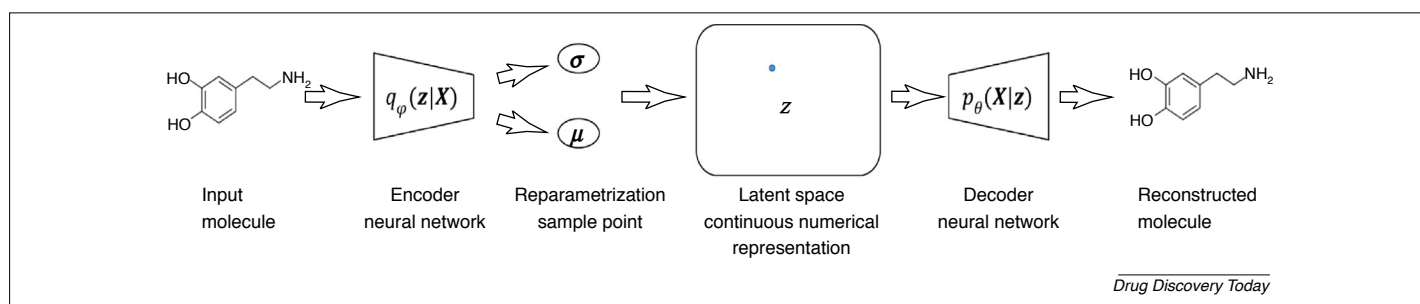 HO
HO
NH2
qφ(z|X)
σ
μ
z
pθ(X|z)
HO
HO
NH2
Input
molecule
Encoder
neural network
Reparametrization
sample point
Latent space
continuous numerical
representation
Decoder
neural network
Reconstructed
molecule
Drug Discovery Today